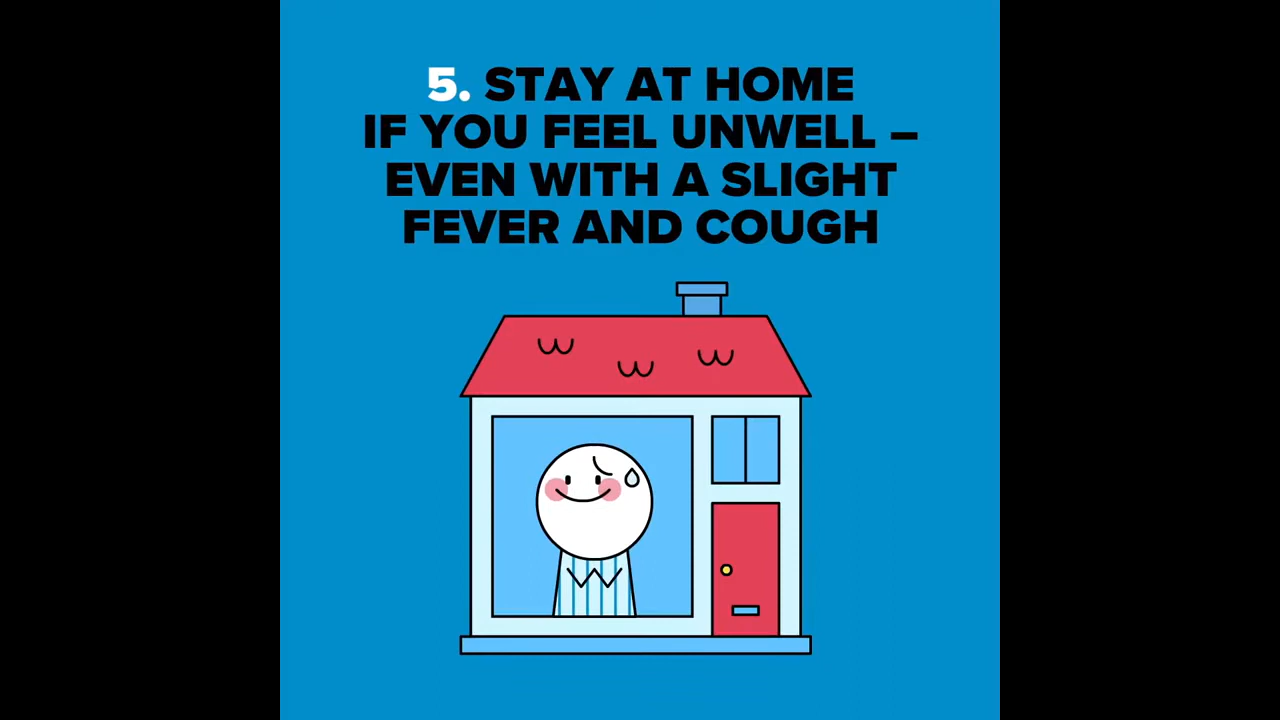 5. STAY AT HOME
IF YOU FEEL UNWELL –
EVEN WITH A SLIGHT
FEVER AND COUGH